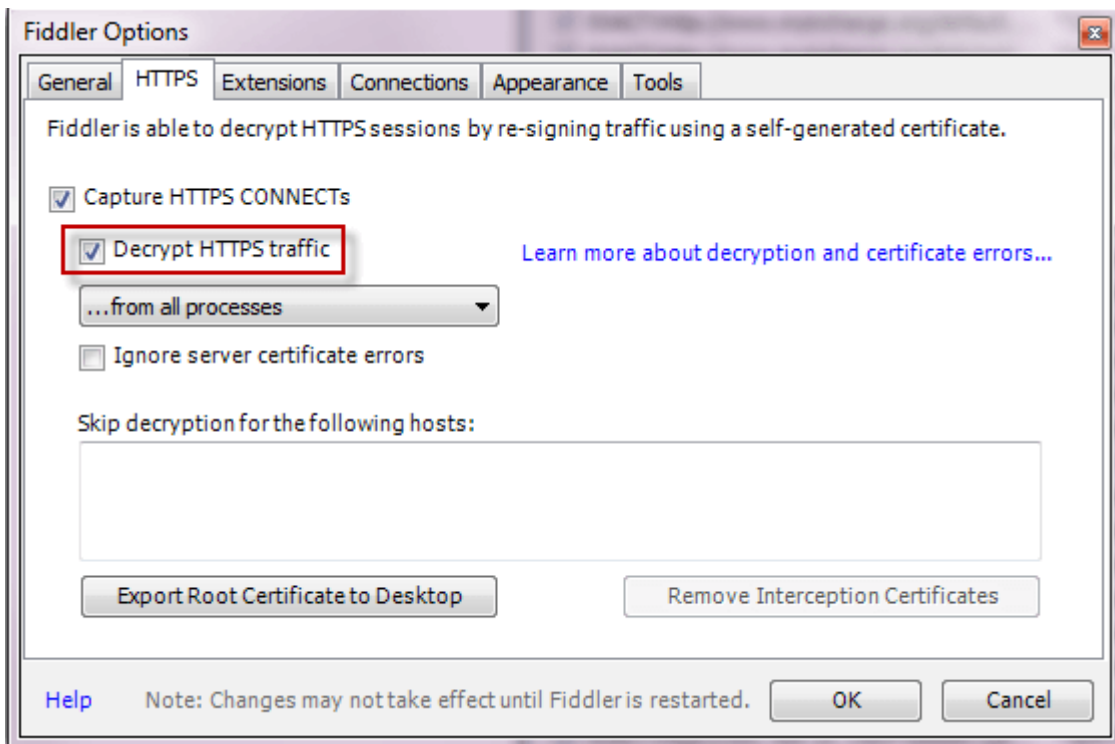 Fiddler Options
General HTTPS Extensions Connections Appearance Tools
Fiddler is able to decrypt HTTPS sessions by re-signing traffic using a self-generated certificate.
Capture HTTPS CONNECTs
Decrypt HTTPS traffic
Learn more about decryption and certificate errors...
...from all processes
Ignore server certificate errors
Skip decryption for the following hosts:
Export Root Certificate to Desktop
Remove Interception Certificates
Help
Note: Changes may not take effect until Fiddler is restarted.
OK
Cancel